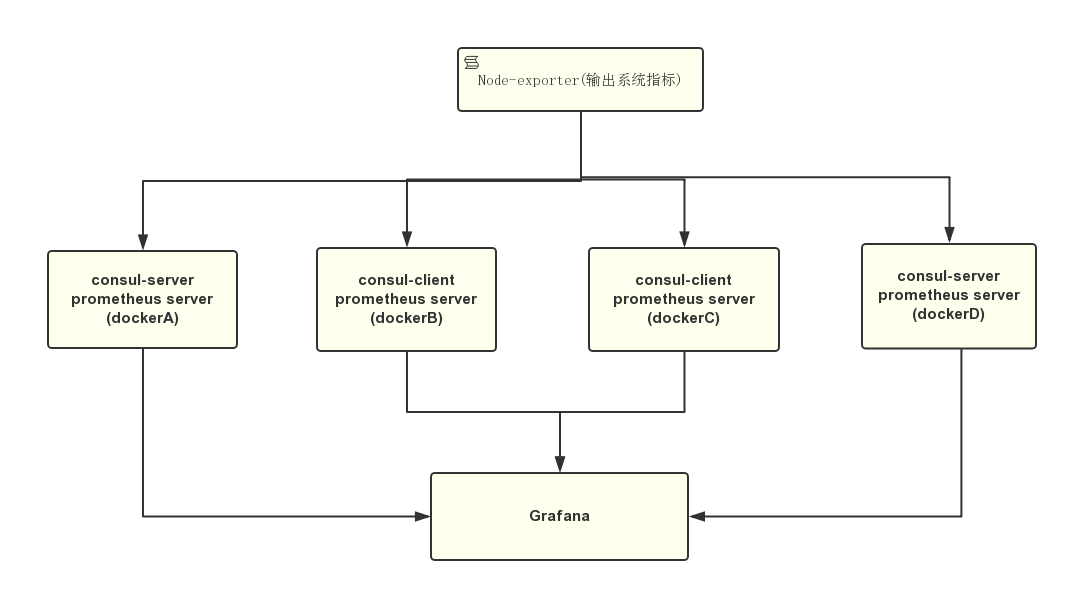 Node-exporter(输出系统指标)
consul-server
prometheus server
(dockerA)
consul-client
prometheus server
(dockerB)
consul-client
prometheus server
(dockerC)
consul-server
prometheus server
(dockerD)
Grafana